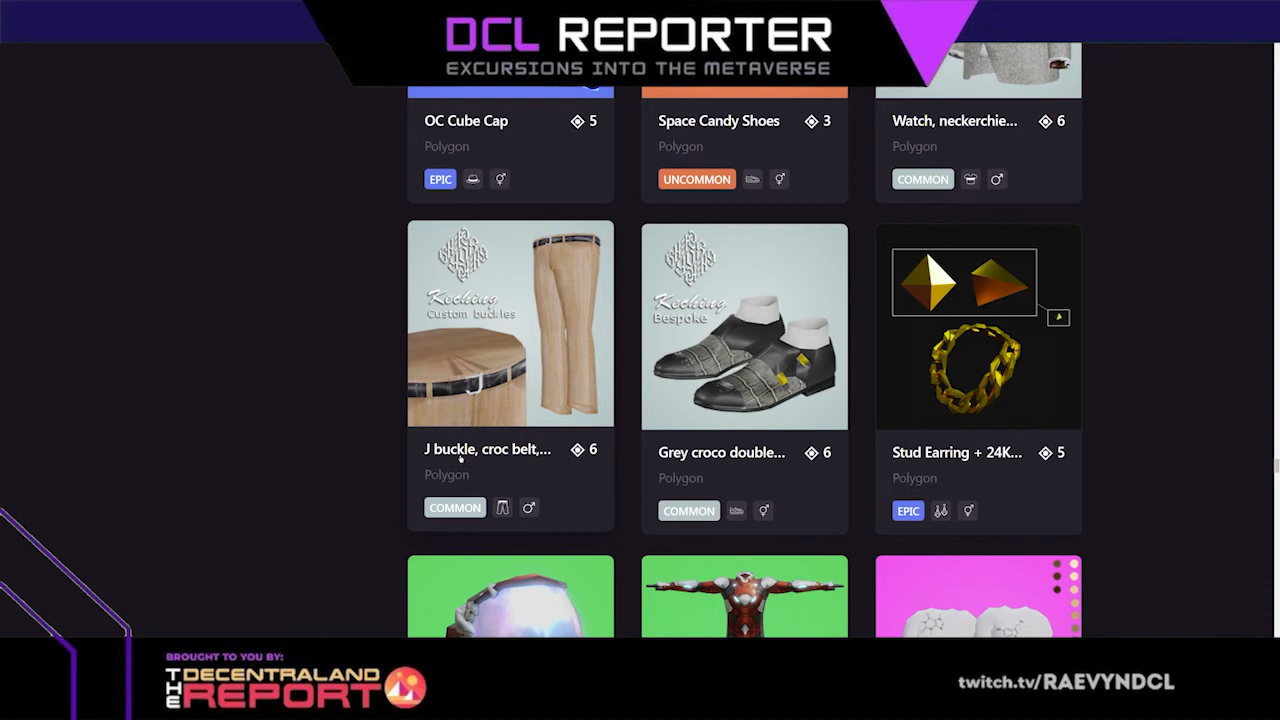 DCL REPORTER
EXCURSIONS INTO THE METAVERSE
OC Cube Cap 5
Polygon
EPIC
Space Candy Shoes 3
Polygon
UNCOMMON
Watch, neckerchie... 6
Polygon
COMMON
Keching
Custom buckles
J buckle, croc belt,... 6
Polygon
COMMON
Keching
Bespoke
Grey croco double... 6
Polygon
COMMON
Stud Earring + 24K... 5
Polygon
EPIC
BROUGHT TO YOU BY:
THE DECENTRALAND
REPORT
twitch.tv/RAEVYNDCL